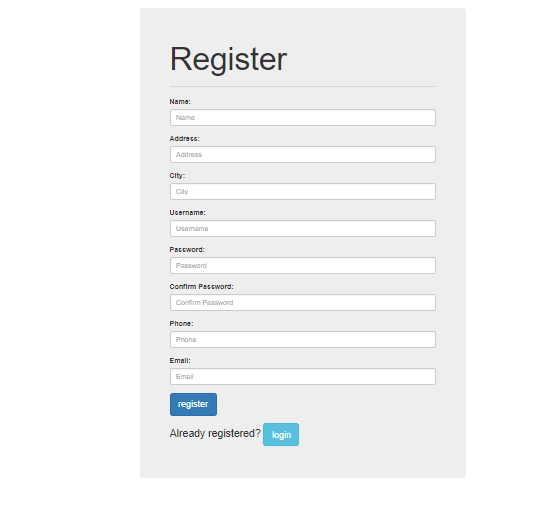 Register
Name:
Name
Address:
Address
City:
City
Username:
Username
Password:
Password
Confirm Password:
Confirm Password
Phone:
Phone
Email:
Email
register
Already registered? login